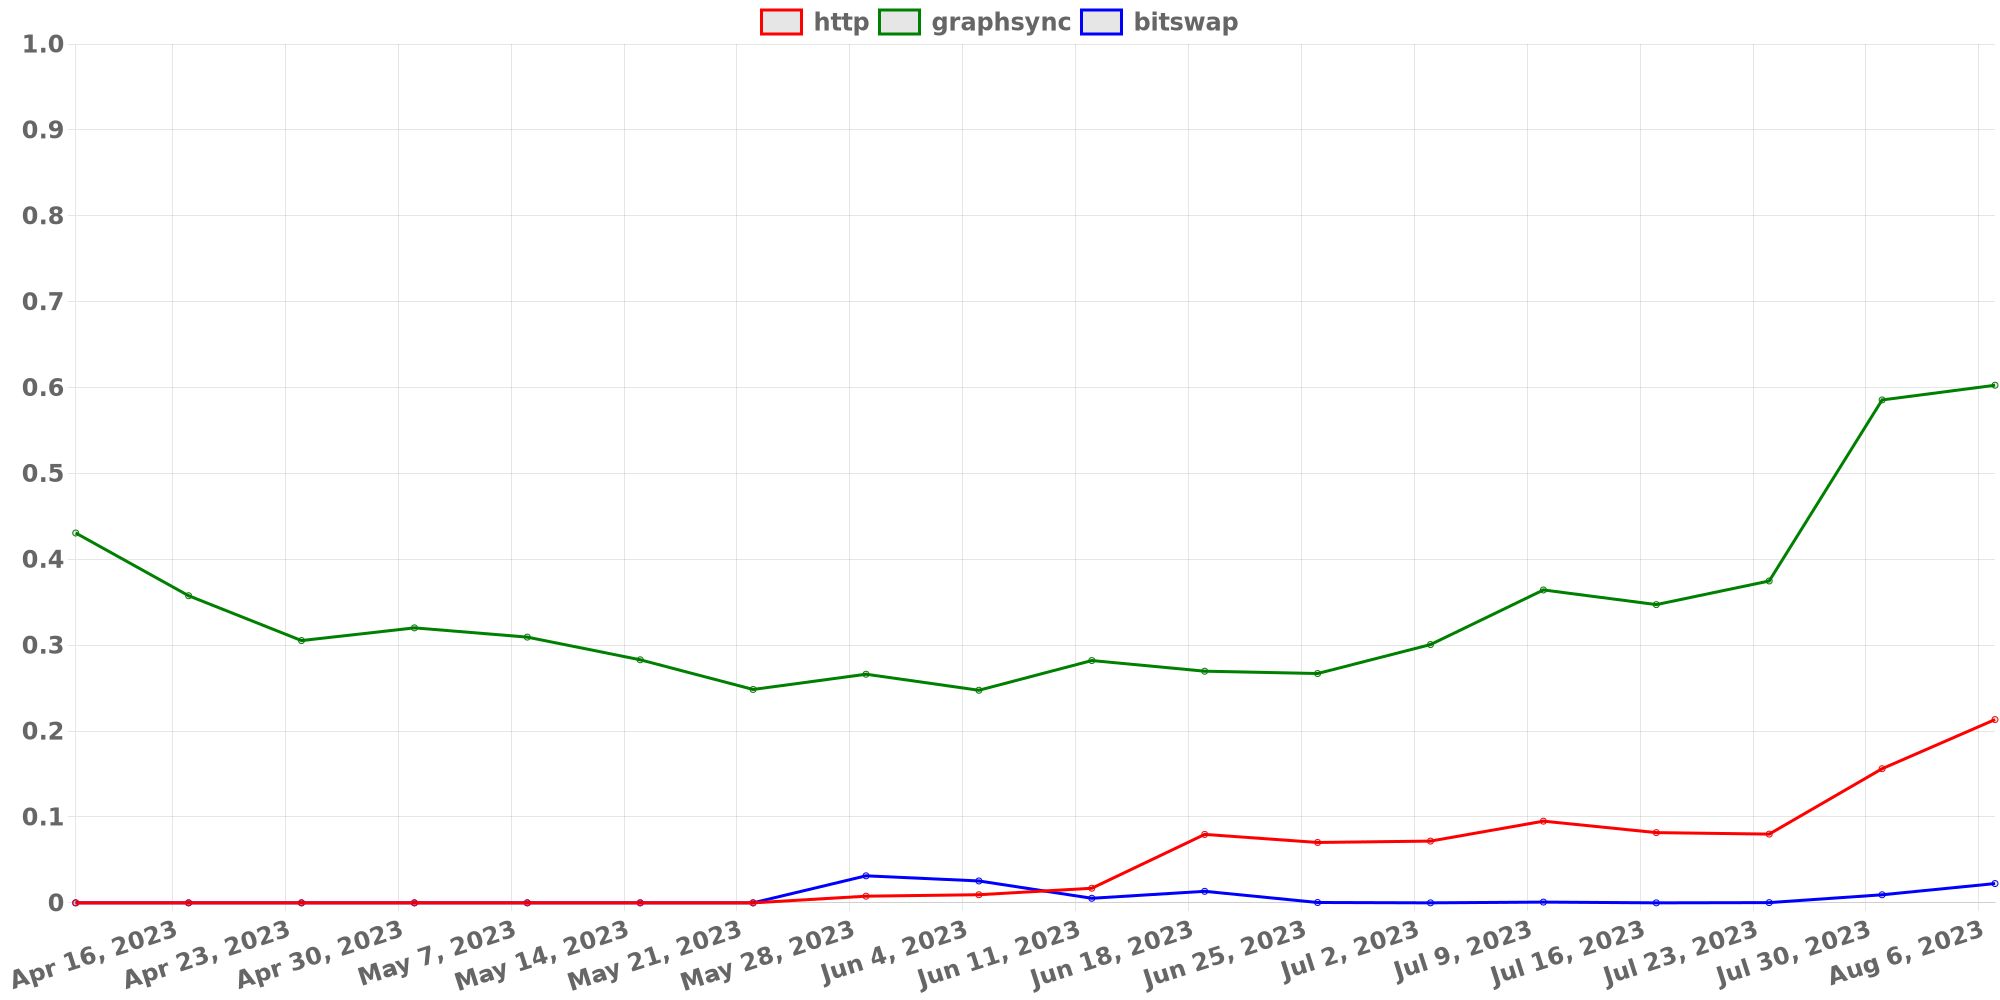 http graphsync bitswap
1.0
0.9
0.8
0.7
0.6
0.5
0.4
0.3
0.2
0.1
0
Apr 16, 2023
Apr 23, 2023
Apr 30, 2023
May 7, 2023
May 14, 2023
May 21, 2023
May 28, 2023
Jun 4, 2023
Jun 11, 2023
Jun 18, 2023
Jun 25, 2023
Jul 2, 2023
Jul 9, 2023
Jul 16, 2023
Jul 23, 2023
Jul 30, 2023
Aug 6, 2023